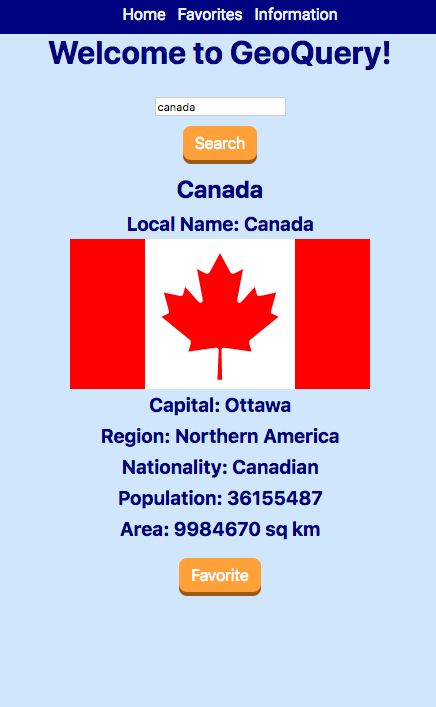 Home Favorites Information
Welcome to GeoQuery!
canada
Search
Canada
Local Name: Canada
Capital: Ottawa
Region: Northern America
Nationality: Canadian
Population: 36155487
Area: 9984670 sq km
Favorite